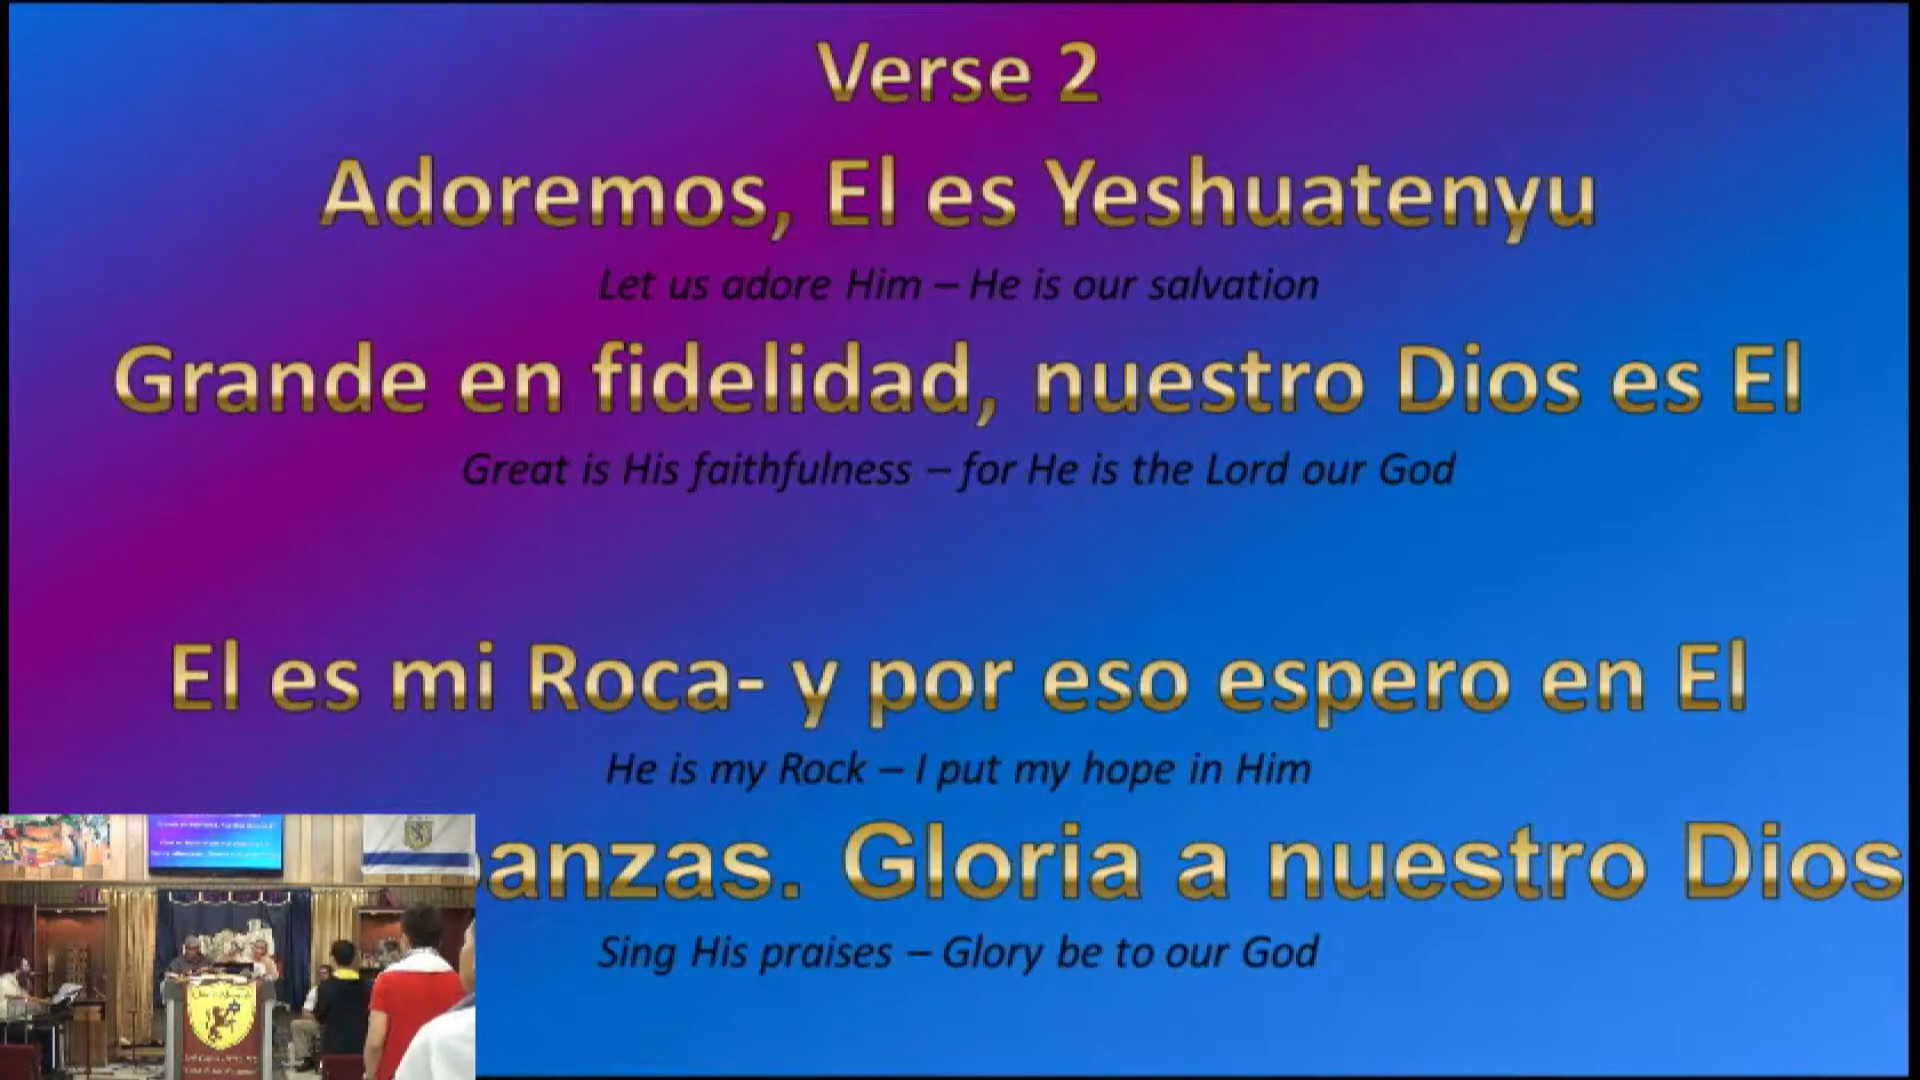 Verse 2
Adoremos, El es Yeshuatenyu
Let us adore Him – He is our salvation
Grande en fidelidad, nuestro Dios es El
Great is His faithfulness – for He is the Lord our God
El es mi Roca- y por eso espero en El
He is my Rock – I put my hope in Him
anzas. Gloria a nuestro Dios
Sing His praises – Glory be to our God